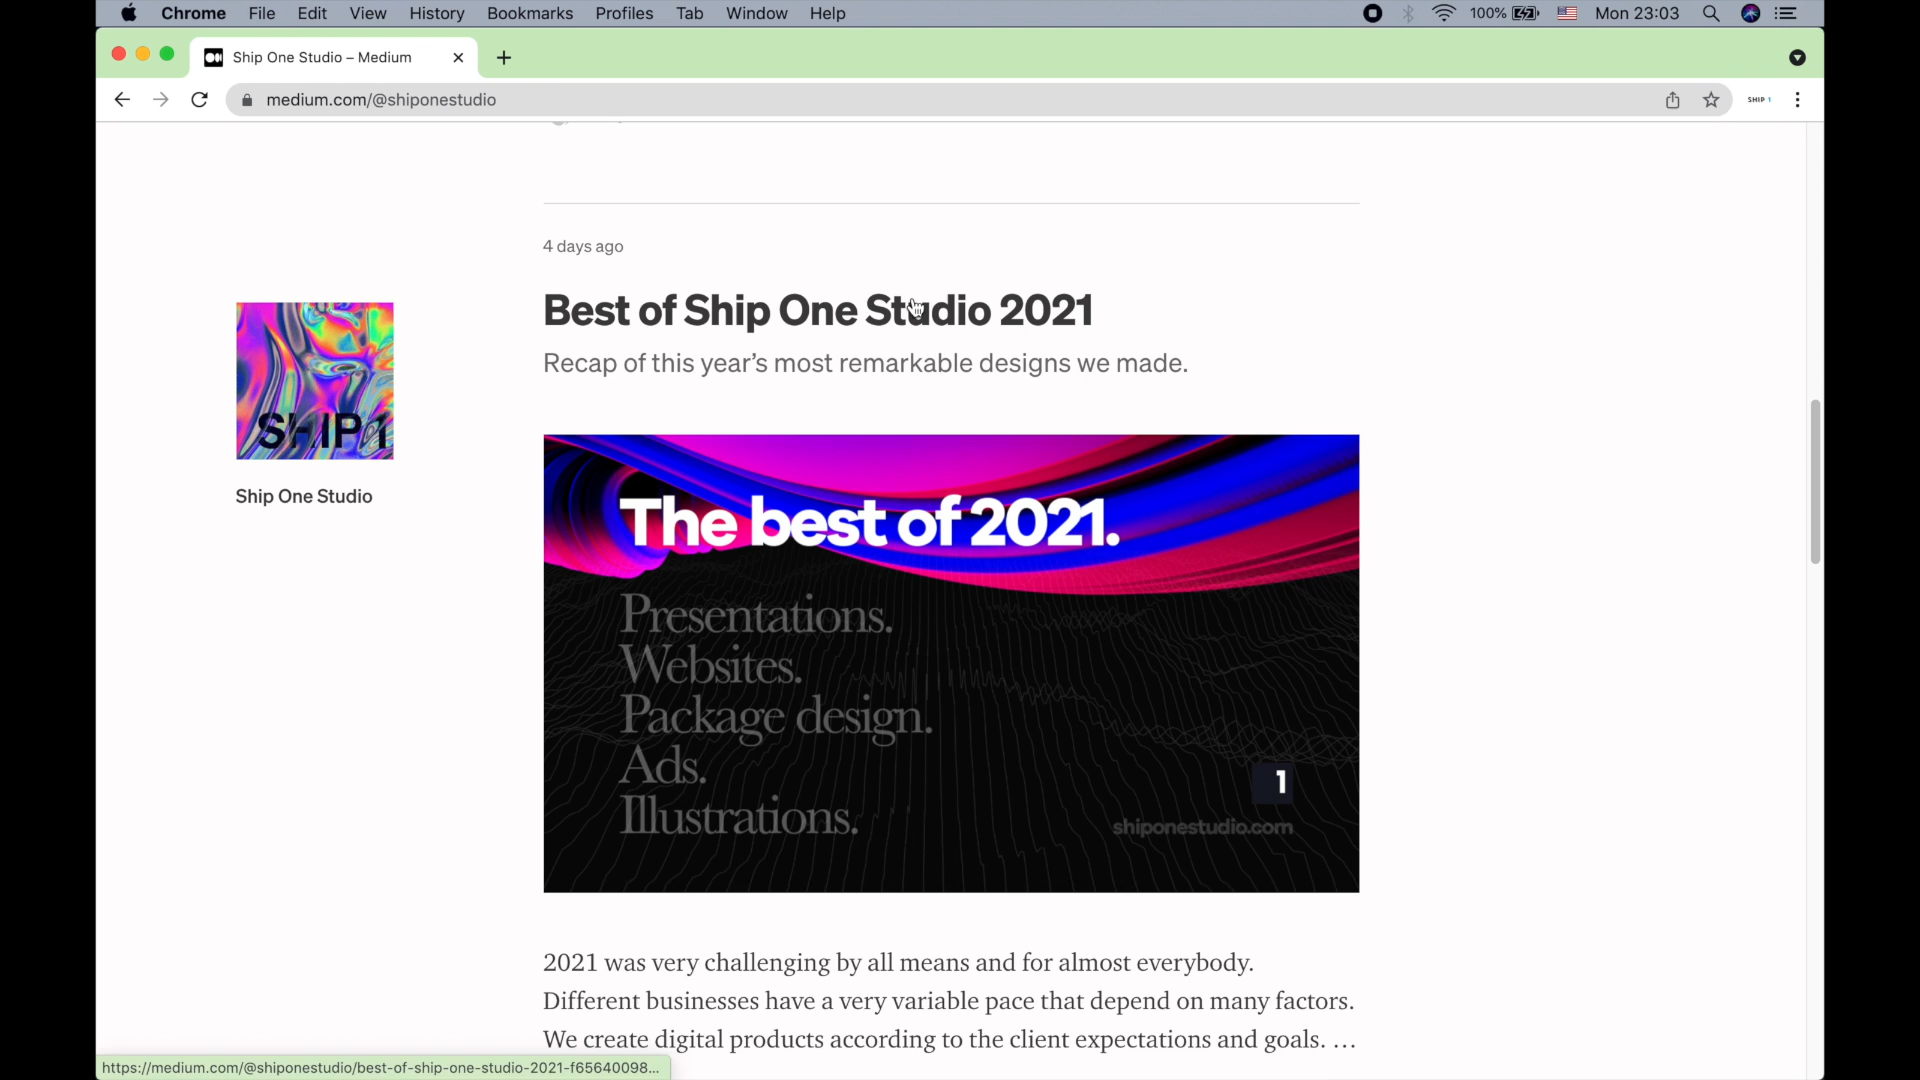 Chrome File Edit View History Bookmarks Profiles Tab Window Help 100% Mon 23:03
Ship One Studio – Medium
medium.com/@shiponestudio SHIP 1
4 days ago
Best of Ship One Studio 2021
Recap of this year’s most remarkable designs we made.
SHIP 1
Ship One Studio
The best of 2021.
Presentations.
Websites.
Package design.
Ads.
Illustrations.
1
shiponestudio.com
2021 was very challenging by all means and for almost everybody.
Different businesses have a very variable pace that depend on many factors.
We create digital products according to the client expectations and goals. …
https://medium.com/@shiponestudio/best-of-ship-one-studio-2021-f65640098...